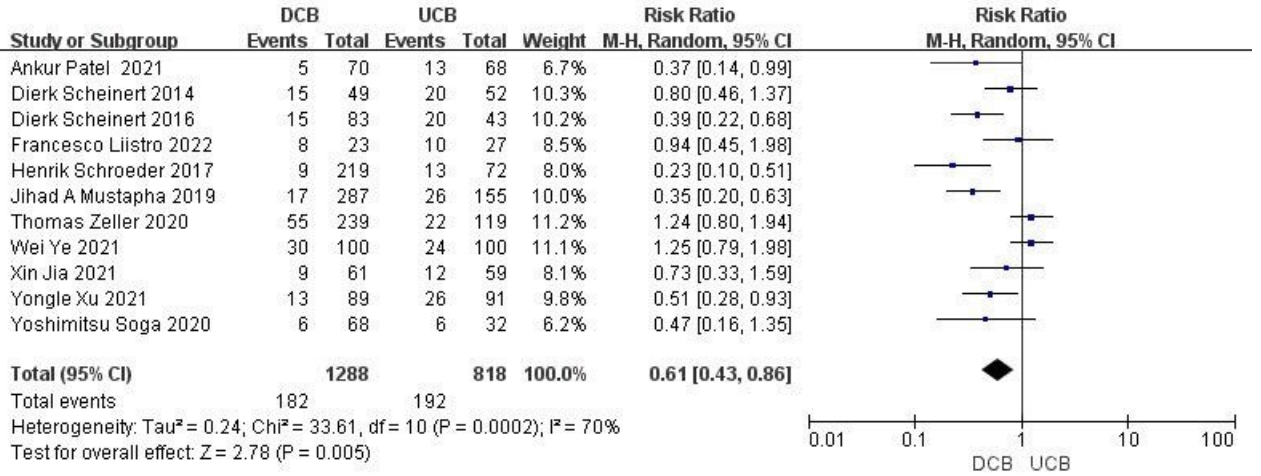 DCB UCB Risk Ratio Risk Ratio
Study or Subgroup Events Total Events Total Weight M-H, Random, 95% CI M-H, Random, 95% CI
Ankur Patel 2021 5 70 13 68 6.7% 0.37 [0.14, 0.99]
Dierk Scheinert 2014 15 49 20 52 10.3% 0.80 [0.46, 1.37]
Dierk Scheinert 2016 15 83 20 43 10.2% 0.39 [0.22, 0.68]
Francesco Liistro 2022 8 23 10 27 8.5% 0.94 [0.45, 1.98]
Henrik Schroeder 2017 9 219 13 72 8.0% 0.23 [0.10, 0.51]
Jihad A Mustapha 2019 17 287 26 155 10.0% 0.35 [0.20, 0.63]
Thomas Zeller 2020 55 239 22 119 11.2% 1.24 [0.80, 1.94]
Wei Ye 2021 30 100 24 100 11.1% 1.25 [0.79, 1.98]
Xin Jia 2021 9 61 12 59 8.1% 0.73 [0.33, 1.59]
Yongle Xu 2021 13 89 26 91 9.8% 0.51 [0.28, 0.93]
Yoshimitsu Soga 2020 6 68 6 32 6.2% 0.47 [0.16, 1.35]
Total (95% CI) 1288 818 100.0% 0.61 [0.43, 0.86]
Total events 182 192
Heterogeneity: Tau² = 0.24; Chi² = 33.61, df = 10 (P = 0.0002); I² = 70%
Test for overall effect: Z = 2.78 (P = 0.005)
0.01 0.1 1 10 100
DCB UCB